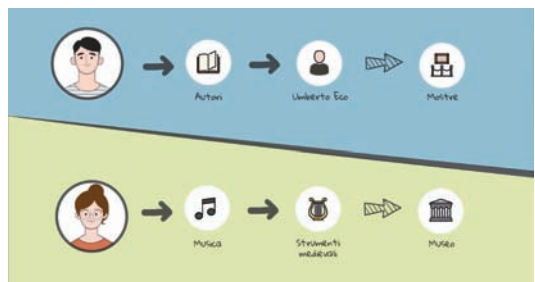 Autori
Umberto Eco
Mostre
Musica
Strumenti
medievali
Museo